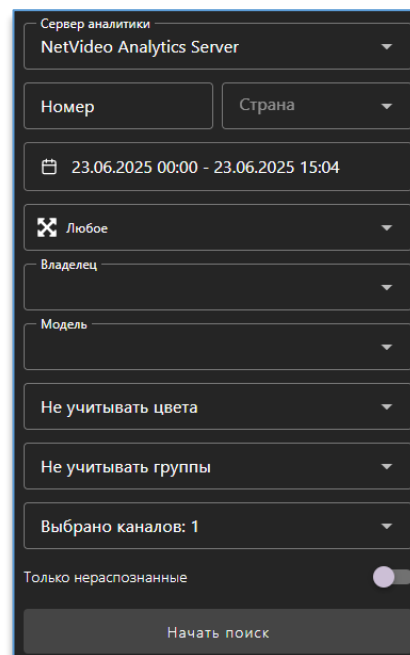 Сервер аналитики
NetVideo Analytics Server
Номер
Страна
23.06.2025 00:00 - 23.06.2025 15:04
Любое
Владелец
Модель
Не учитывать цвета
Не учитывать группы
Выбрано каналов: 1
Только нераспознанные
Начать поиск